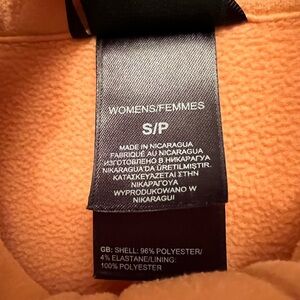 WOMENS/FEMMES
S/P
MADE IN NICARAGUA
FABRIQUÉ AU NICARAGUA
ИЗГОТОВЛЕНО В НИКАРАГУА
NIKARAGUA'DA ÜRETILMIŞTIR.
ΚΑΤΑΣΚΕΥΑΖΕΤΑΙ ΣΤΗΝ
ΝΙΚΑΡΑΓΟΥΑ
WYPRODUKOWANO W
NIKARAGUI
GB: SHELL: 96% POLYESTER/
4% ELASTANE/LINING:
100% POLYESTER